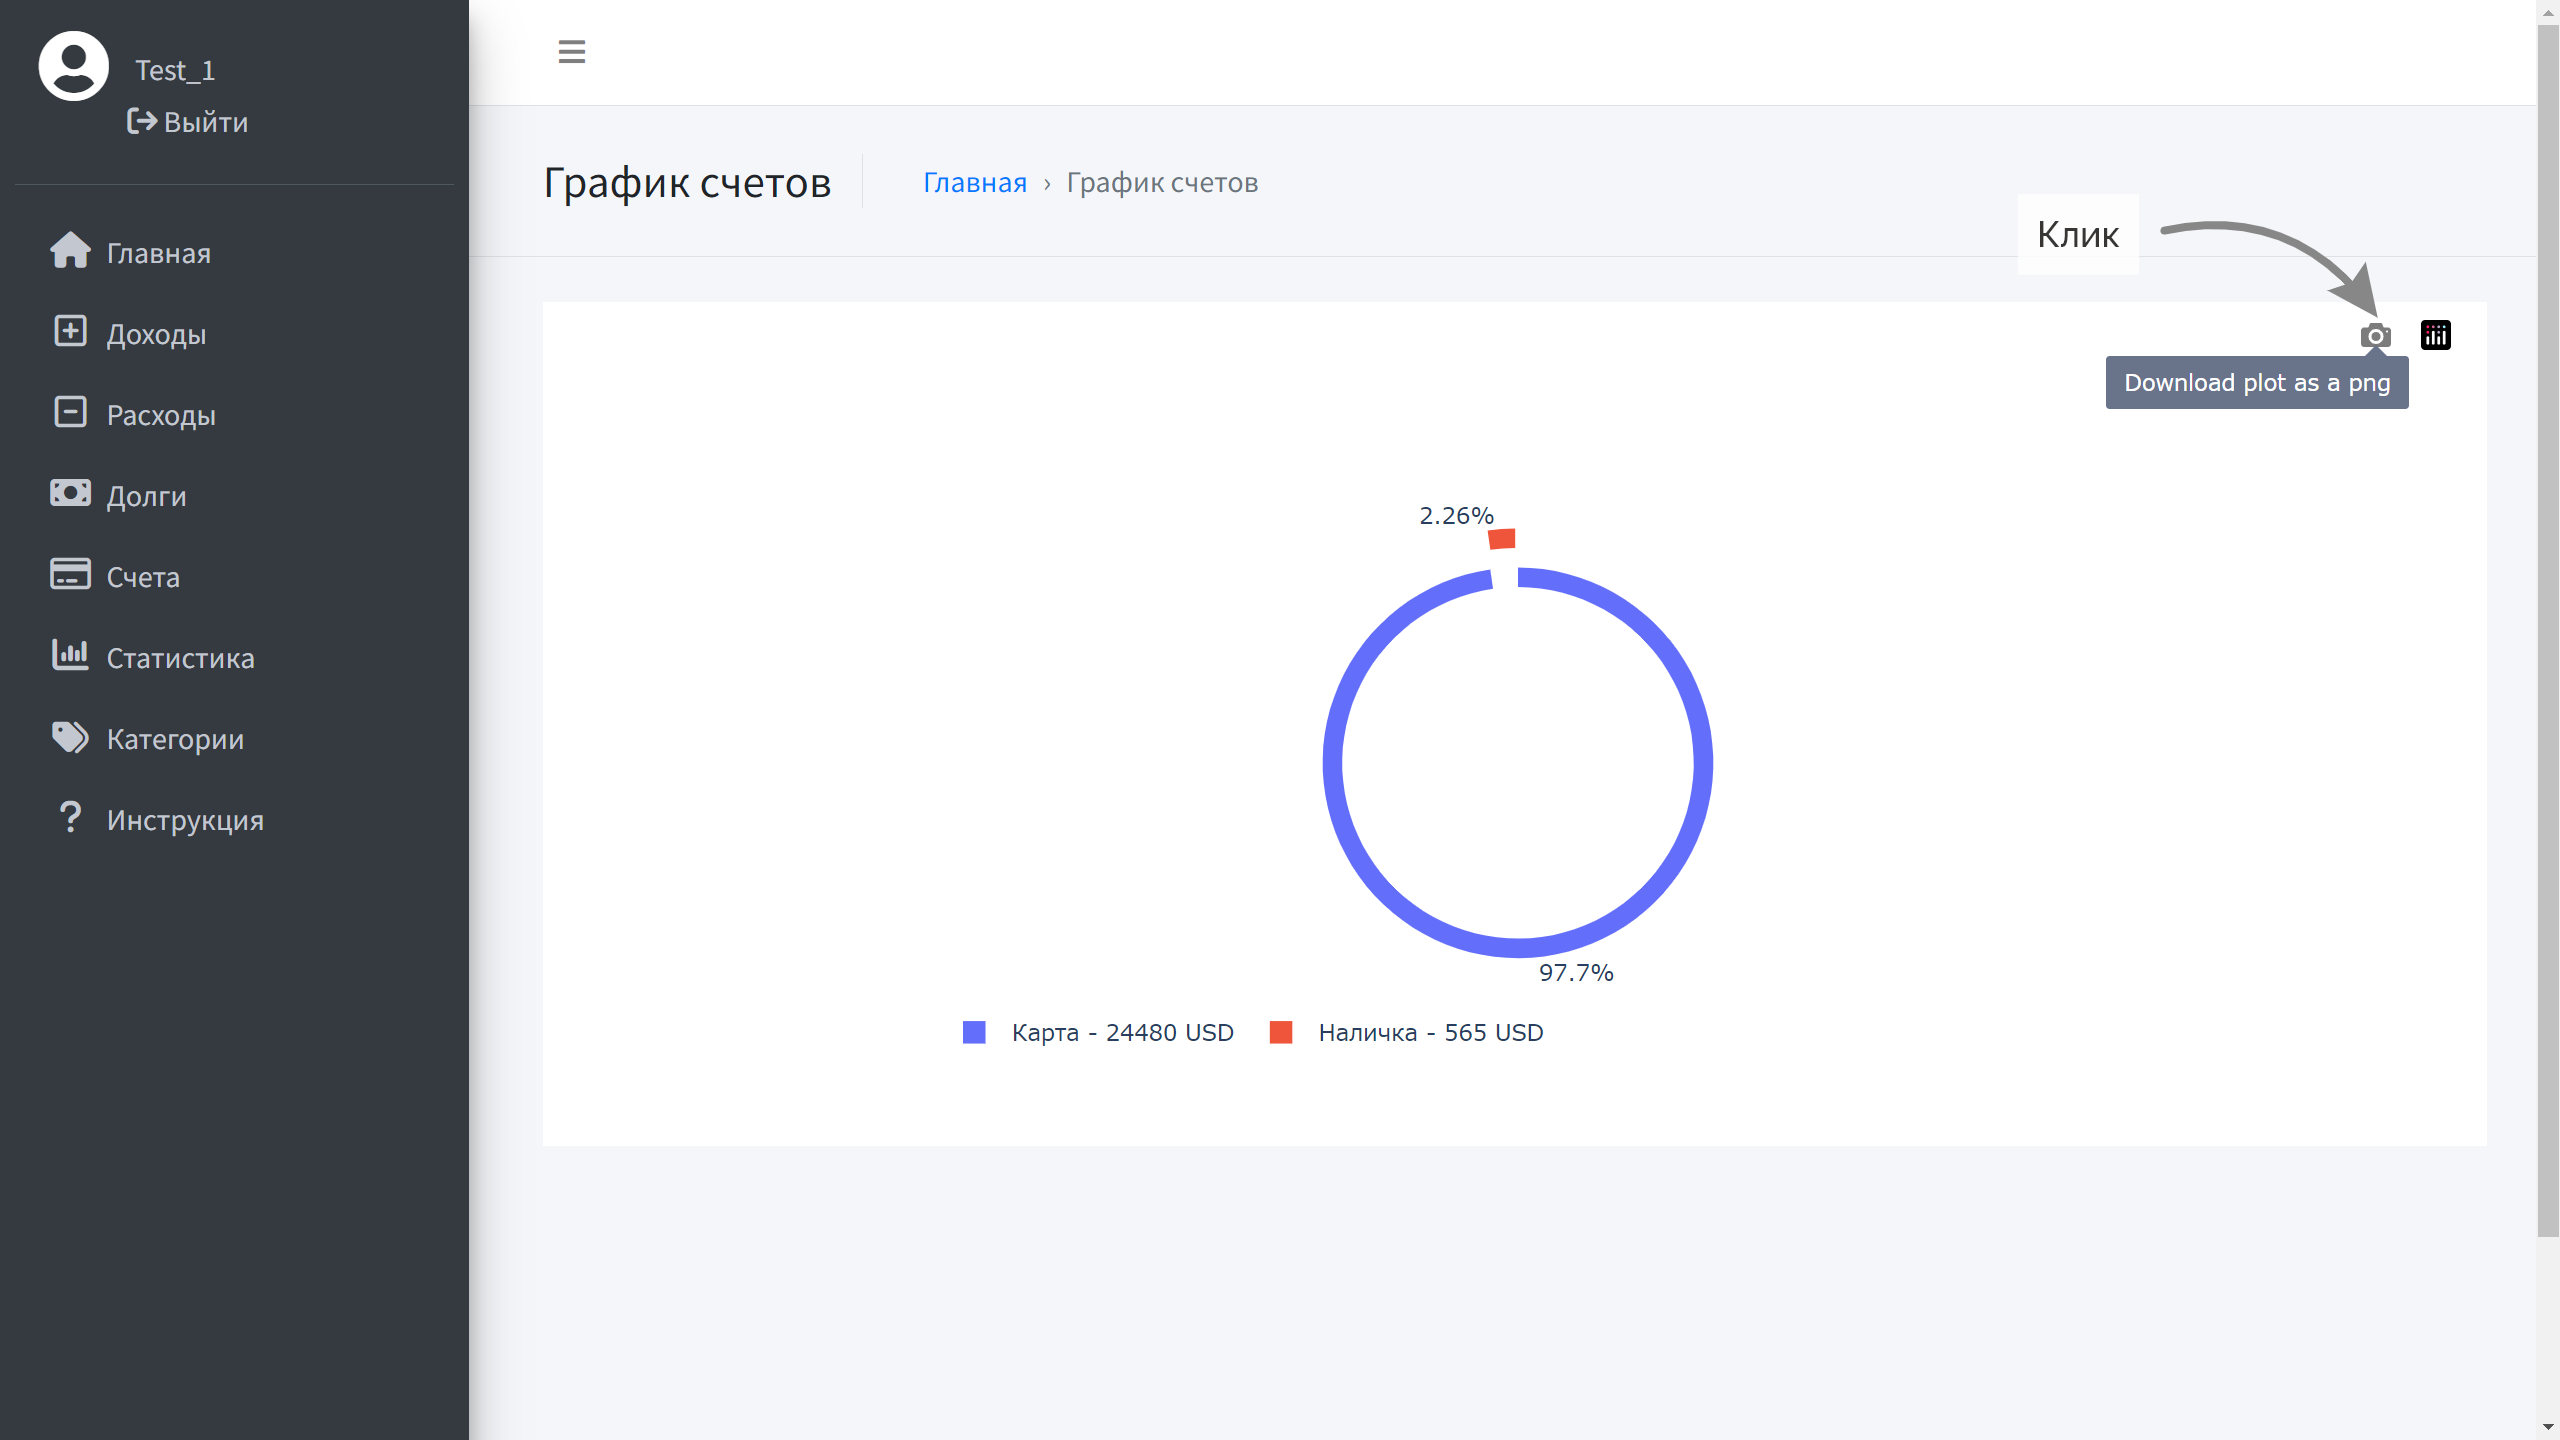 Test_1
Выйти
Главная
Доходы
Расходы
Долги
Счета
Статистика
Категории
Инструкция
График счетов
Главная › График счетов
Клик
Download plot as a png
2.26%
97.7%
Карта - 24480 USD
Наличка - 565 USD